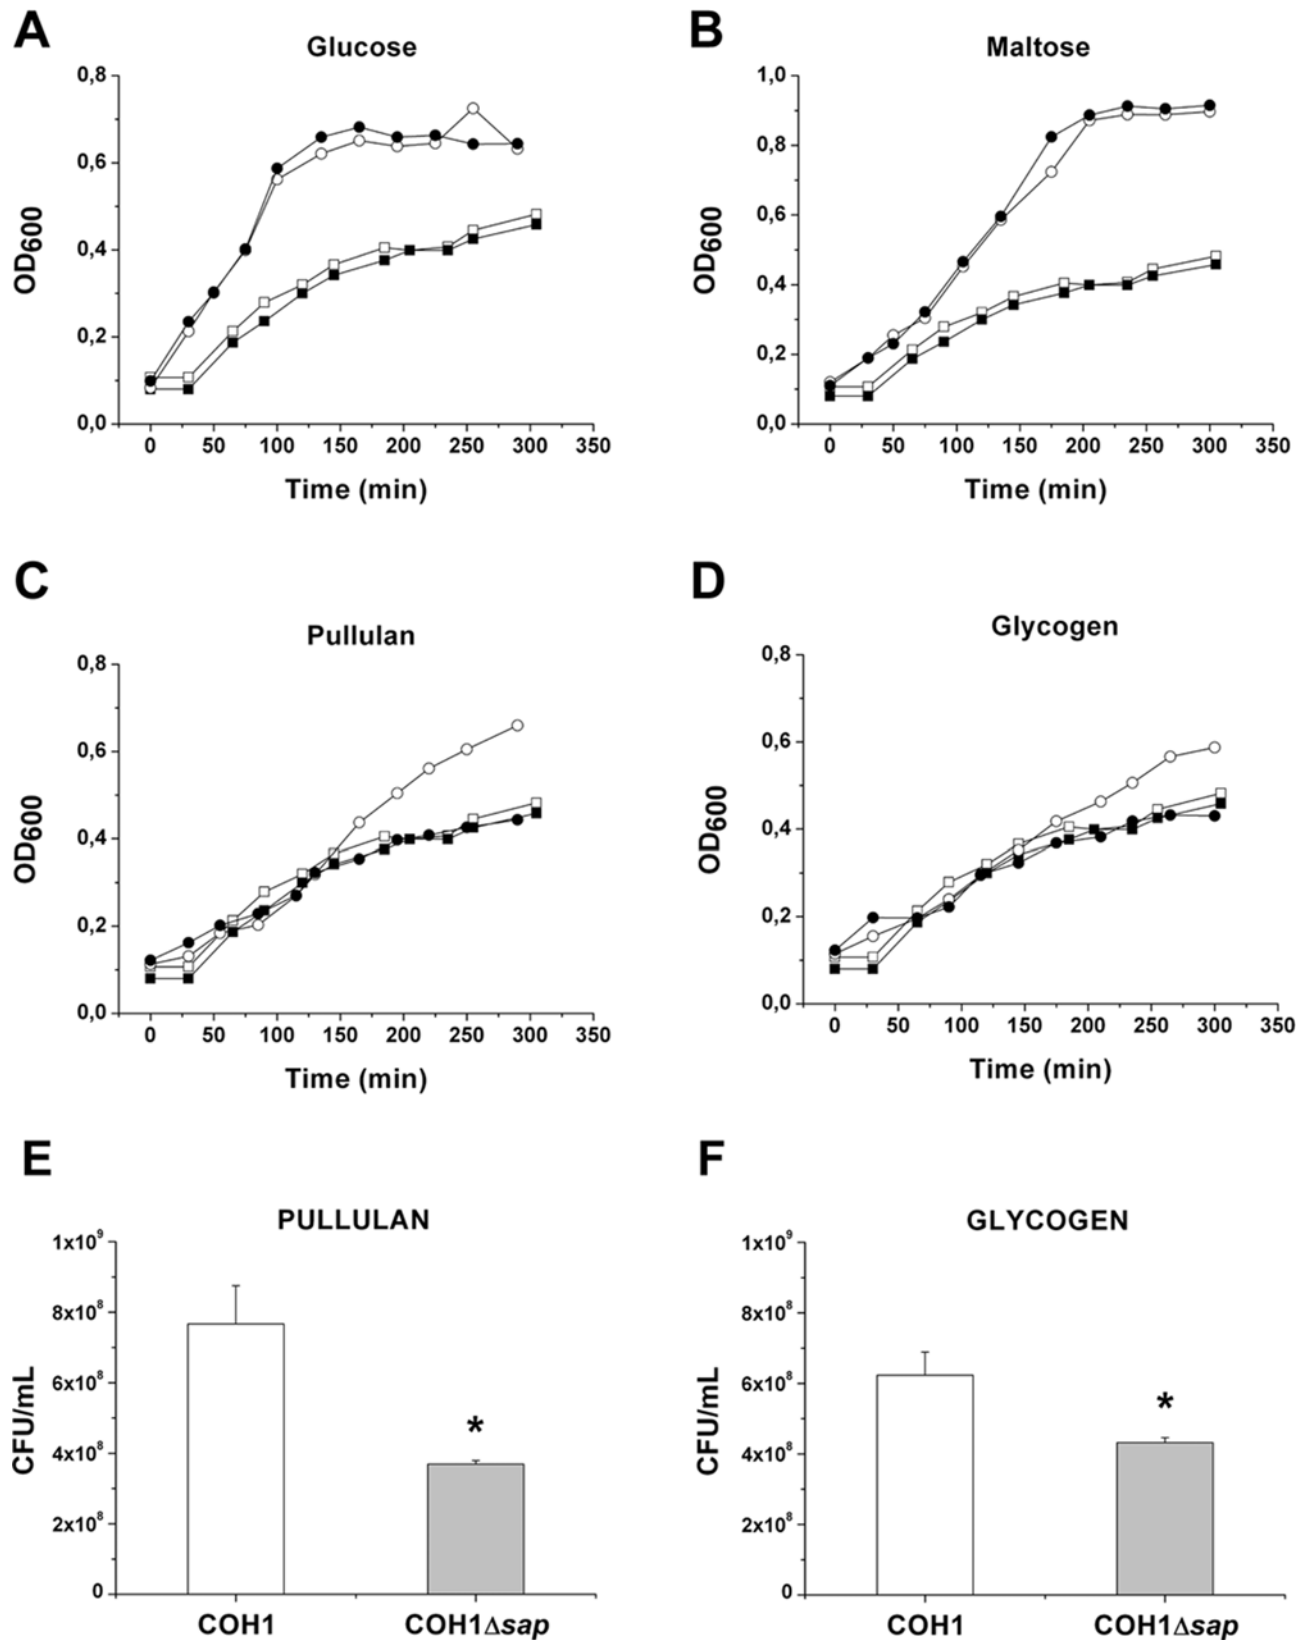 A
Glucose
OD600
0,8
0,6
0,4
0,2
0,0
0 50 100 150 200 250 300 350
Time (min)
B
Maltose
OD600
1,0
0,8
0,6
0,4
0,2
0,0
0 50 100 150 200 250 300 350
Time (min)
C
Pullulan
OD600
0,8
0,6
0,4
0,2
0,0
0 50 100 150 200 250 300 350
Time (min)
D
Glycogen
OD600
0,8
0,6
0,4
0,2
0,0
0 50 100 150 200 250 300 350
Time (min)
E
PULLULAN
CFU/mL
1x10⁹
8x10⁸
6x10⁸
4x10⁸
2x10⁸
0
*
COH1 COH1Δsap
F
GLYCOGEN
CFU/mL
1x10⁹
8x10⁸
6x10⁸
4x10⁸
2x10⁸
0
*
COH1 COH1Δsap